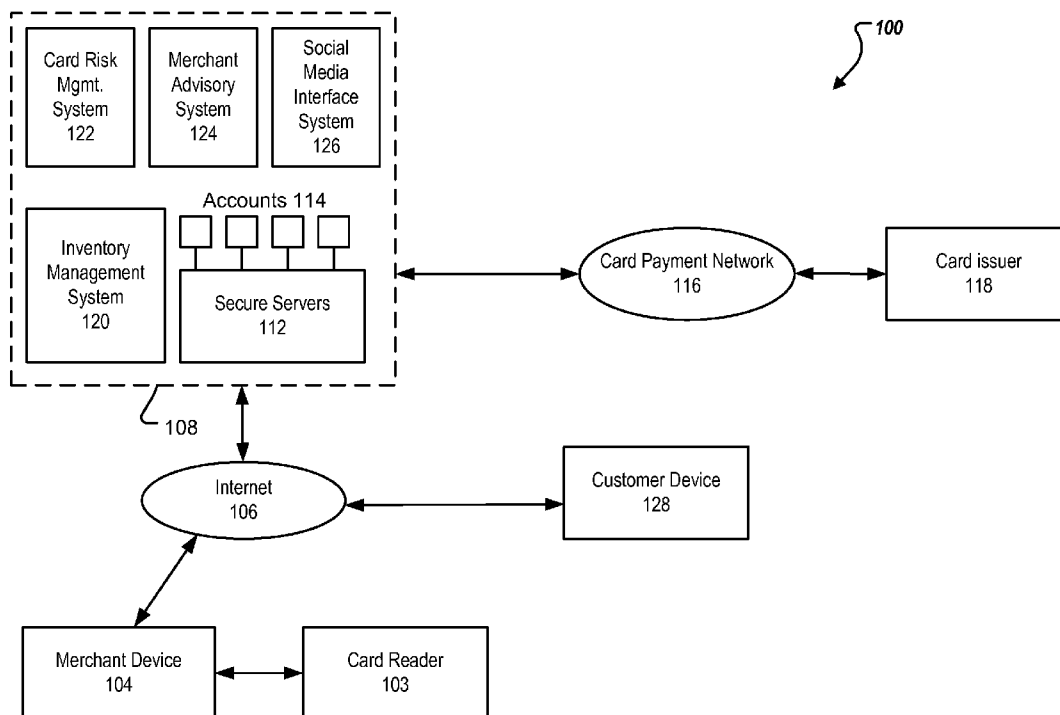 100
Card Risk
Mgmt.
System
122
Merchant
Advisory
System
124
Social
Media
Interface
System
126
Accounts 114
Inventory
Management
System
120
Secure Servers
112
Card Payment Network
116
Card issuer
118
108
Internet
106
Customer Device
128
Merchant Device
104
Card Reader
103